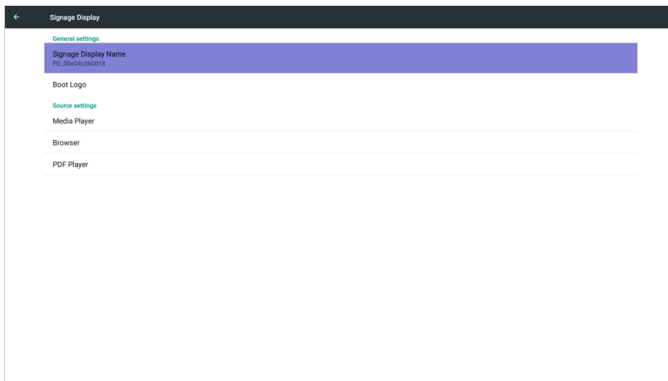 Signage Display
General settings
Signage Display Name
PD_00e04c360018
Boot Logo
Source settings
Media Player
Browser
PDF Player